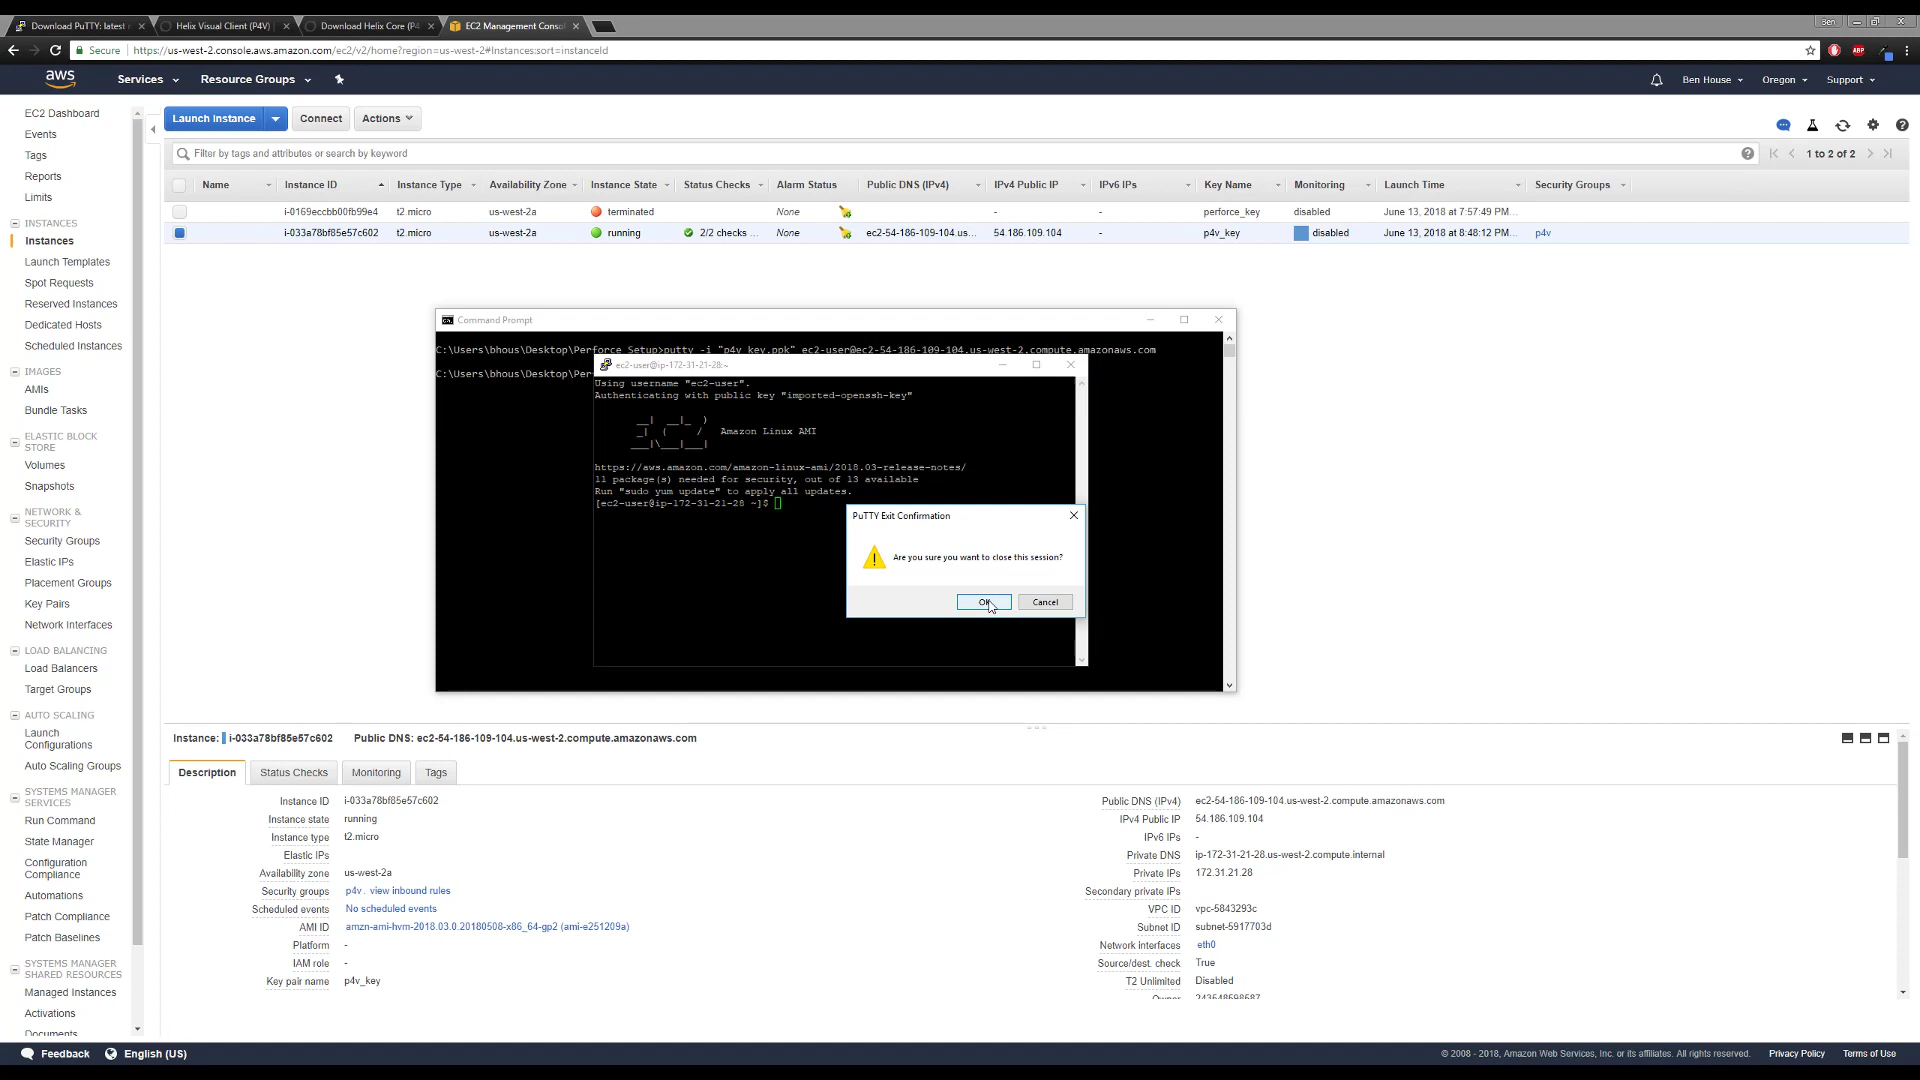 Download PuTTY: latest r
Helix Visual Client (P4V)
Download Helix Core (P4
EC2 Management Consol
Ben
Secure
https://us-west-2.console.aws.amazon.com/ec2/v2/home?region=us-west-2#Instances:sort=instanceId
ABP
aws
Services
Resource Groups
Ben House
Oregon
Support
EC2 Dashboard
Events
Tags
Reports
Limits
INSTANCES
Instances
Launch Templates
Spot Requests
Reserved Instances
Dedicated Hosts
Scheduled Instances
IMAGES
AMIs
Bundle Tasks
ELASTIC BLOCK
STORE
Volumes
Snapshots
NETWORK &
SECURITY
Security Groups
Elastic IPs
Placement Groups
Key Pairs
Network Interfaces
LOAD BALANCING
Load Balancers
Target Groups
AUTO SCALING
Launch
Configurations
Auto Scaling Groups
SYSTEMS MANAGER
SERVICES
Run Command
State Manager
Configuration
Compliance
Automations
Patch Compliance
Patch Baselines
SYSTEMS MANAGER
SHARED RESOURCES
Managed Instances
Activations
Documents
Launch Instance
Connect
Actions
Filter by tags and attributes or search by keyword
1 to 2 of 2
Name Instance ID Instance Type Availability Zone Instance State Status Checks Alarm Status Public DNS (IPv4) IPv4 Public IP IPv6 IPs Key Name Monitoring Launch Time Security Groups
i-0169eccbb00fb99e4 t2.micro us-west-2a terminated None - - perforce_key disabled June 13, 2018 at 7:57:49 PM...
i-033a78bf85e57c602 t2.micro us-west-2a running 2/2 checks ... None ec2-54-186-109-104.us... 54.186.109.104 - p4v_key disabled June 13, 2018 at 8:48:12 PM... p4v
Command Prompt
C:\Users\bhous\Desktop\Perforce Setup>putty -i "p4v_key.ppk" ec2-user@ec2-54-186-109-104.us-west-2.compute.amazonaws.com
C:\Users\bhous\Desktop\Per
ec2-user@ip-172-31-21-28:~
Using username "ec2-user".
Authenticating with public key "imported-openssh-key"
__| __|_ )
_| ( / Amazon Linux AMI
___|\___|___|
https://aws.amazon.com/amazon-linux-ami/2018.03-release-notes/
11 package(s) needed for security, out of 13 available
Run "sudo yum update" to apply all updates.
[ec2-user@ip-172-31-21-28 ~]$
PuTTY Exit Confirmation
Are you sure you want to close this session?
OK
Cancel
Instance: i-033a78bf85e57c602 Public DNS: ec2-54-186-109-104.us-west-2.compute.amazonaws.com
Description
Status Checks
Monitoring
Tags
Instance ID i-033a78bf85e57c602
Instance state running
Instance type t2.micro
Elastic IPs
Availability zone us-west-2a
Security groups p4v . view inbound rules
Scheduled events No scheduled events
AMI ID amzn-ami-hvm-2018.03.0.20180508-x86_64-gp2 (ami-e251209a)
Platform -
IAM role -
Key pair name p4v_key
Public DNS (IPv4) ec2-54-186-109-104.us-west-2.compute.amazonaws.com
IPv4 Public IP 54.186.109.104
IPv6 IPs -
Private DNS ip-172-31-21-28.us-west-2.compute.internal
Private IPs 172.31.21.28
Secondary private IPs
VPC ID vpc-5843293c
Subnet ID subnet-5917703d
Network interfaces eth0
Source/dest. check True
T2 Unlimited Disabled
Owner
Feedback
English (US)
© 2008 - 2018, Amazon Web Services, Inc. or its affiliates. All rights reserved.
Privacy Policy
Terms of Use